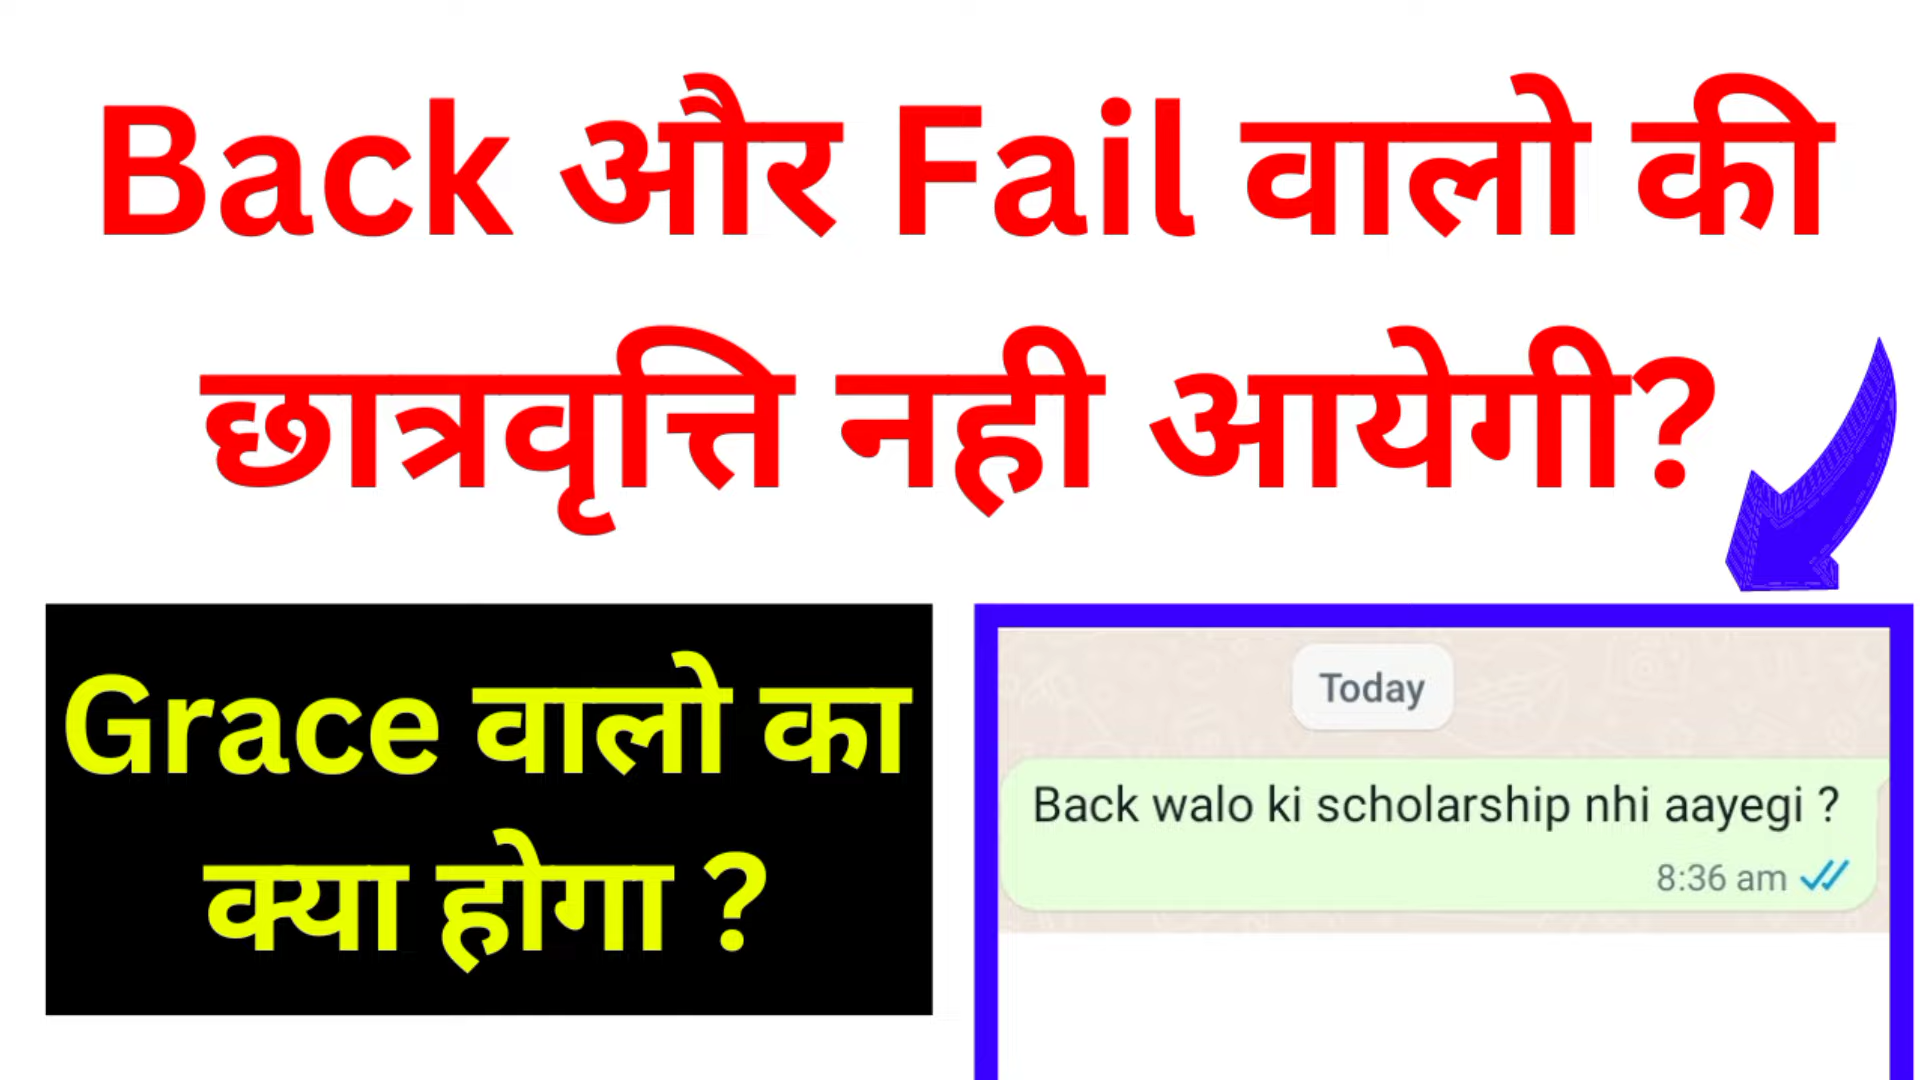 Back और Fail वालो की
छात्रवृत्ति नही आयेगी?
Grace वालो का
क्या होगा ?
Today
Back walo ki scholarship nhi aayegi ?
8:36 am